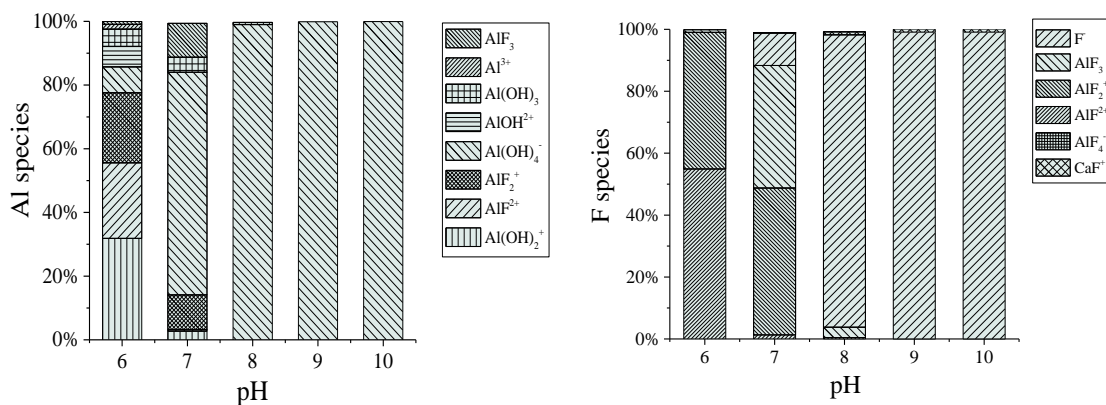 Al species
100%
80%
60%
40%
20%
0%
6 7 8 9 10
pH
AlF₃
Al³⁺
Al(OH)₃
AlOH²⁺
Al(OH)₄⁻
AlF₂⁺
AlF²⁺
Al(OH)₂⁺
F species
100%
80%
60%
40%
20%
0%
6 7 8 9 10
pH
F⁻
AlF₃
AlF₂⁺
AlF²⁺
AlF₄⁻
CaF⁺